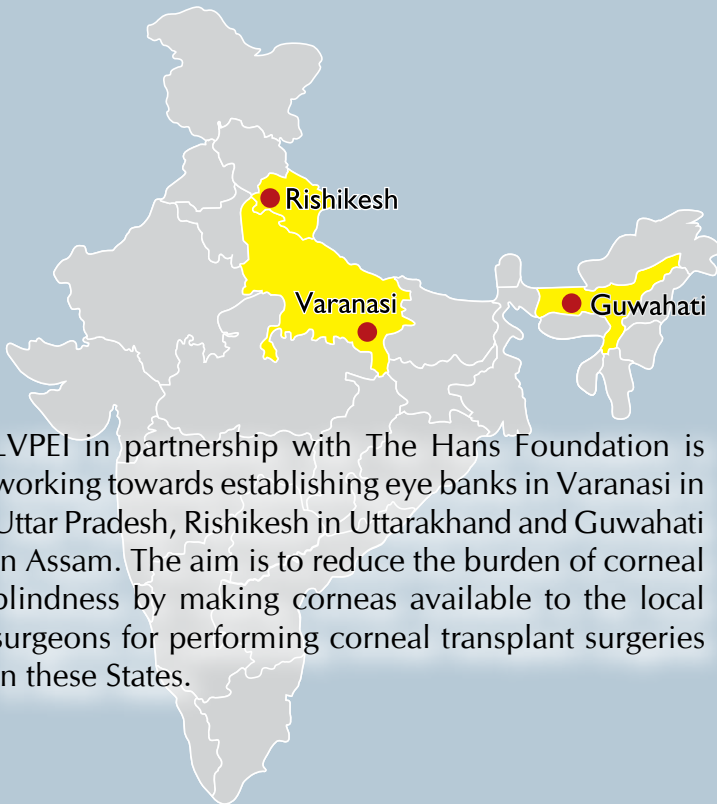 Rishikesh
Varanasi
Guwahati
LVPEI in partnership with The Hans Foundation is
working towards establishing eye banks in Varanasi in
Uttar Pradesh, Rishikesh in Uttarakhand and Guwahati
in Assam. The aim is to reduce the burden of corneal
blindness by making corneas available to the local
surgeons for performing corneal transplant surgeries
in these States.